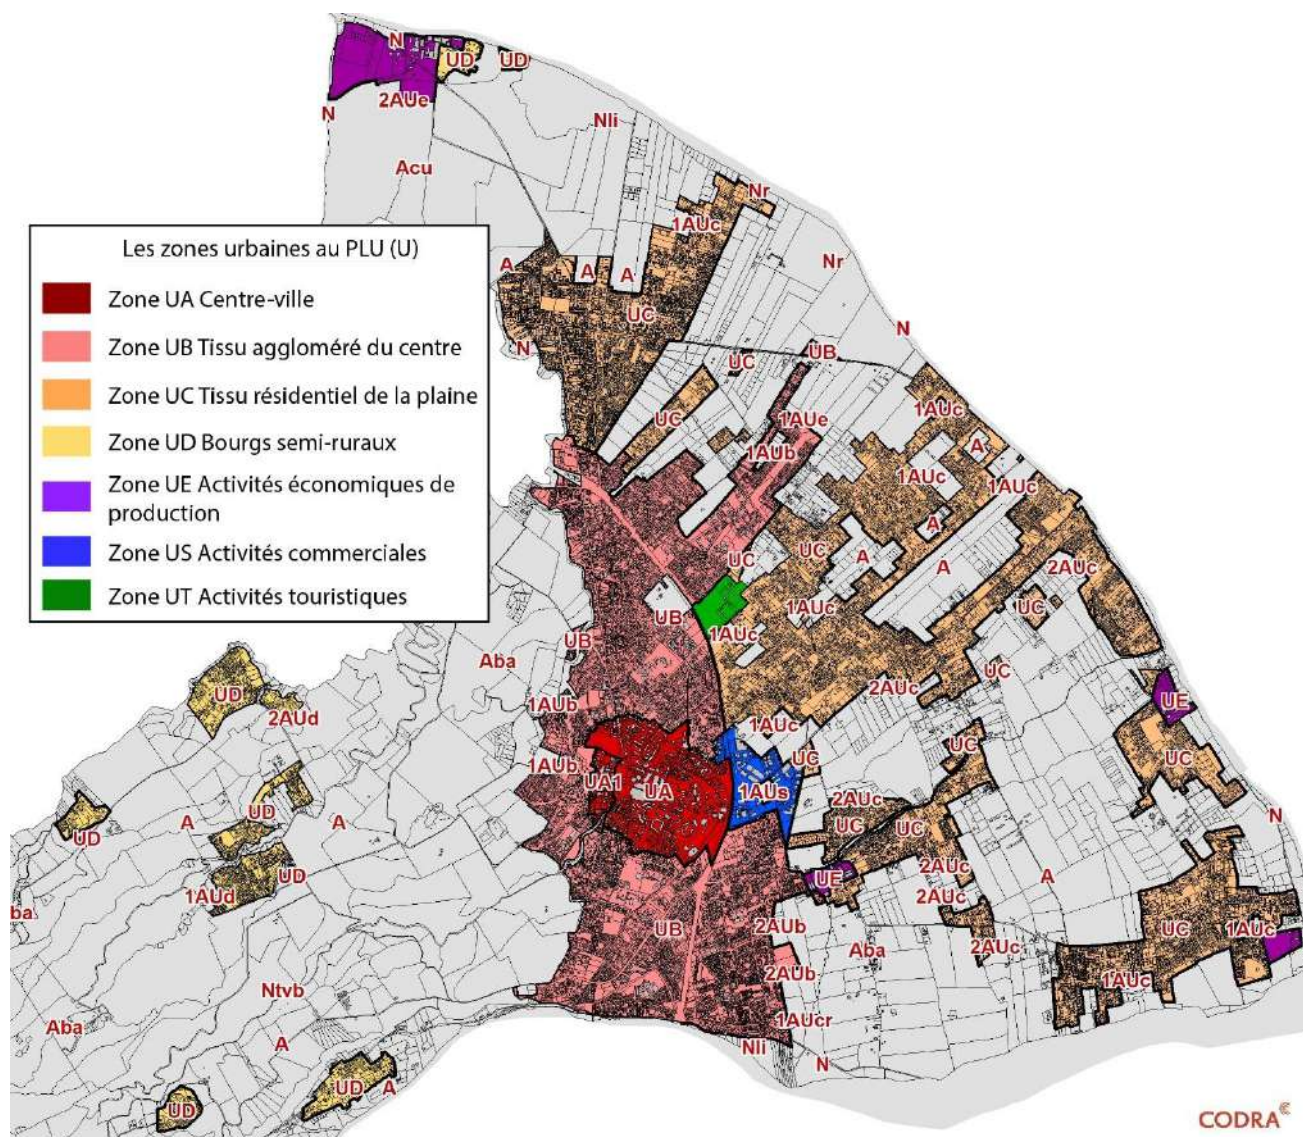 N
UD
UD
2AUe
N
Nli
Acu
Nr
1AUc
Les zones urbaines au PLU (U)
Zone UA Centre-ville
Zone UB Tissu aggloméré du centre
Zone UC Tissu résidentiel de la plaine
Zone UD Bourgs semi-ruraux
Zone UE Activités économiques de
production
Zone US Activités commerciales
Zone UT Activités touristiques
A
A
A
Nr
UC
N
N
UC
UB
UC
1AUe
1AUc
1AUb
A
1AUc
1AUc
A
UC
UC
A
A
2AUc
UB
1AUc
UC
1AUc
UB
Aba
UC
UD
2AUd
1AUb
2AUc
1AUc
UE
UC
UC
UC
1AUb
UA1
UA
1AUs
2AUc
UD
A
UD
A
N
UC
UC
UD
1AUd
UE
2AUc
2AUc
A
ba
UB
2AUb
Aba
2AUc
UC
1AUc
2AUb
1AUc
Ntvb
Aba
A
1AUcr
Nli
N
UD
UD
A
CODRA